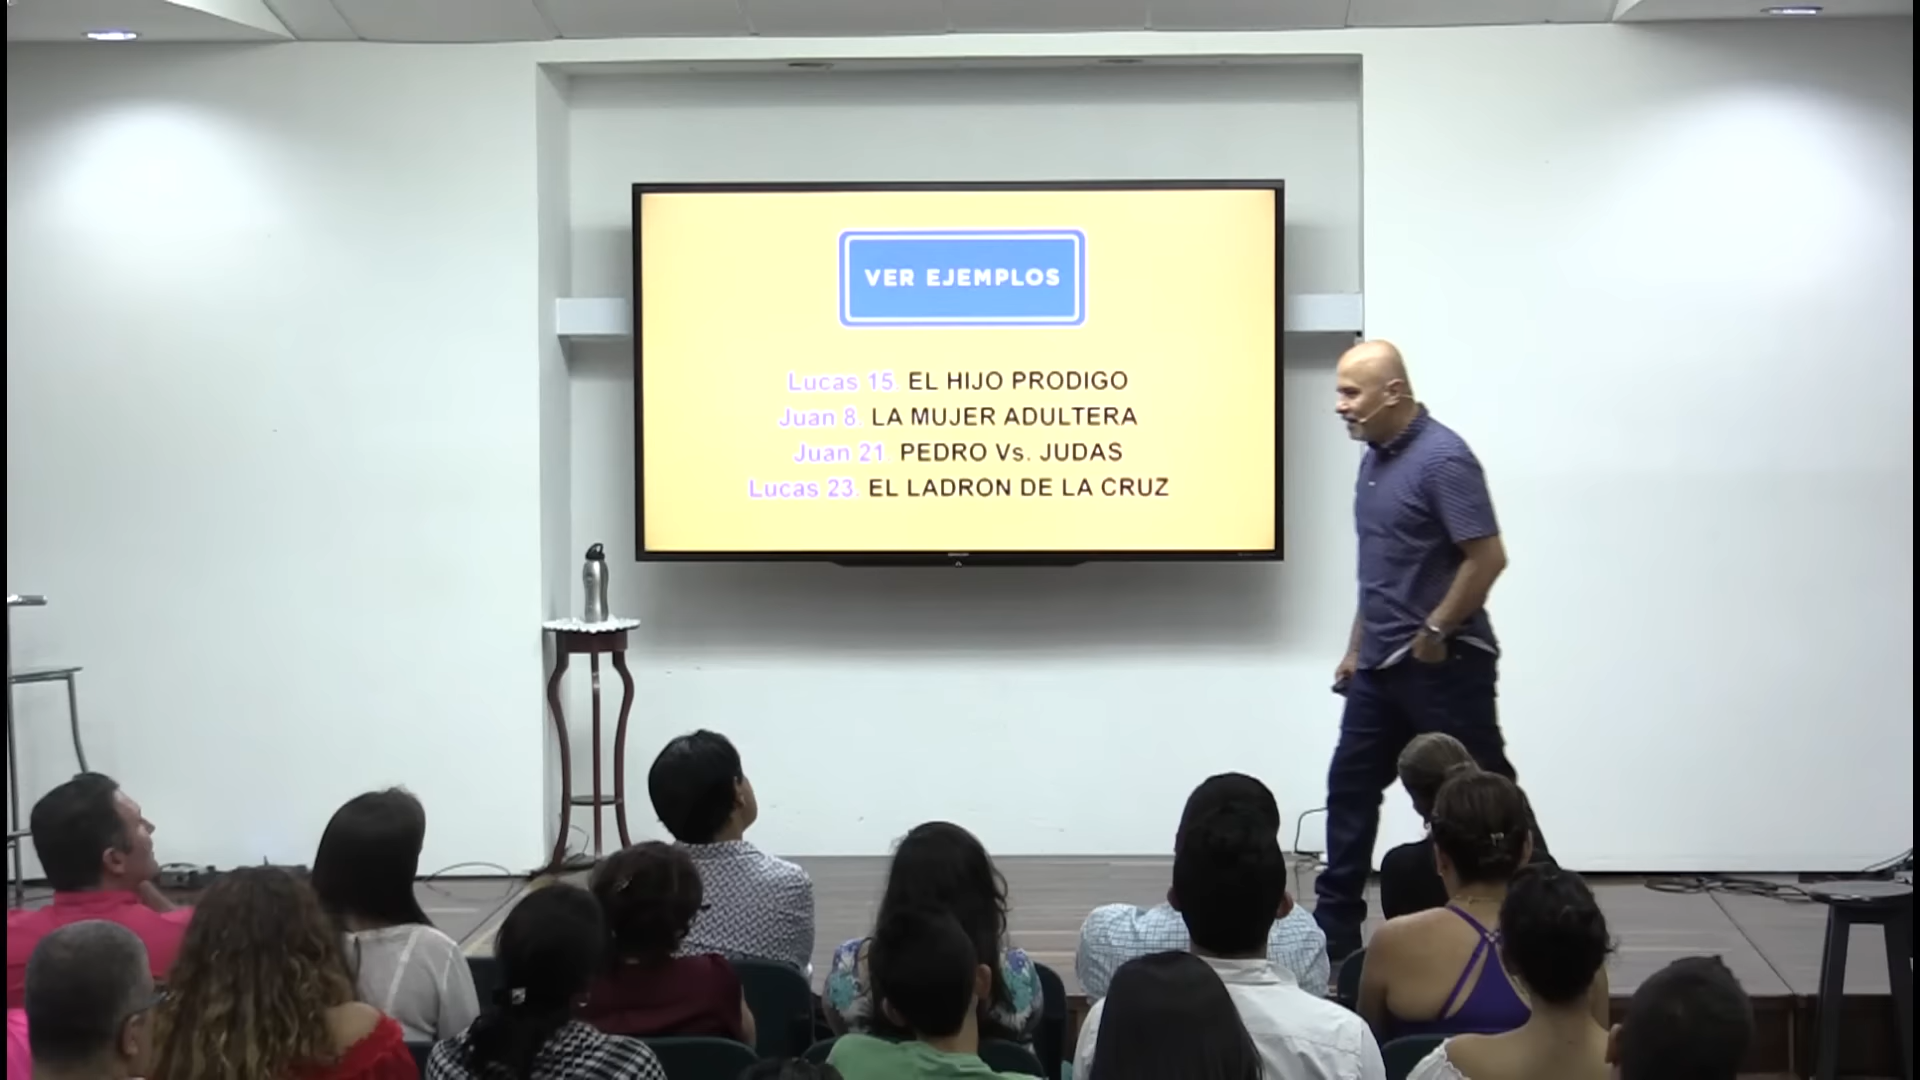 VER EJEMPLOS
Lucas 15. EL HIJO PRODIGO
Juan 8. LA MUJER ADULTERA
Juan 21. PEDRO Vs. JUDAS
Lucas 23. EL LADRON DE LA CRUZ